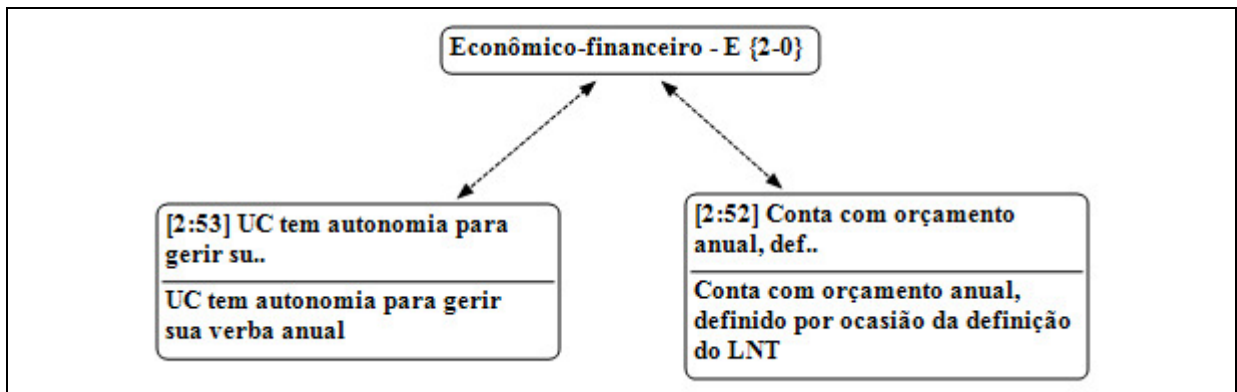 Econômico-financeiro - E {2-0}
[2:53] UC tem autonomia para
gerir su..
UC tem autonomia para gerir
sua verba anual
[2:52] Conta com orçamento
anual, def..
Conta com orçamento anual,
definido por ocasião da definição
do LNT